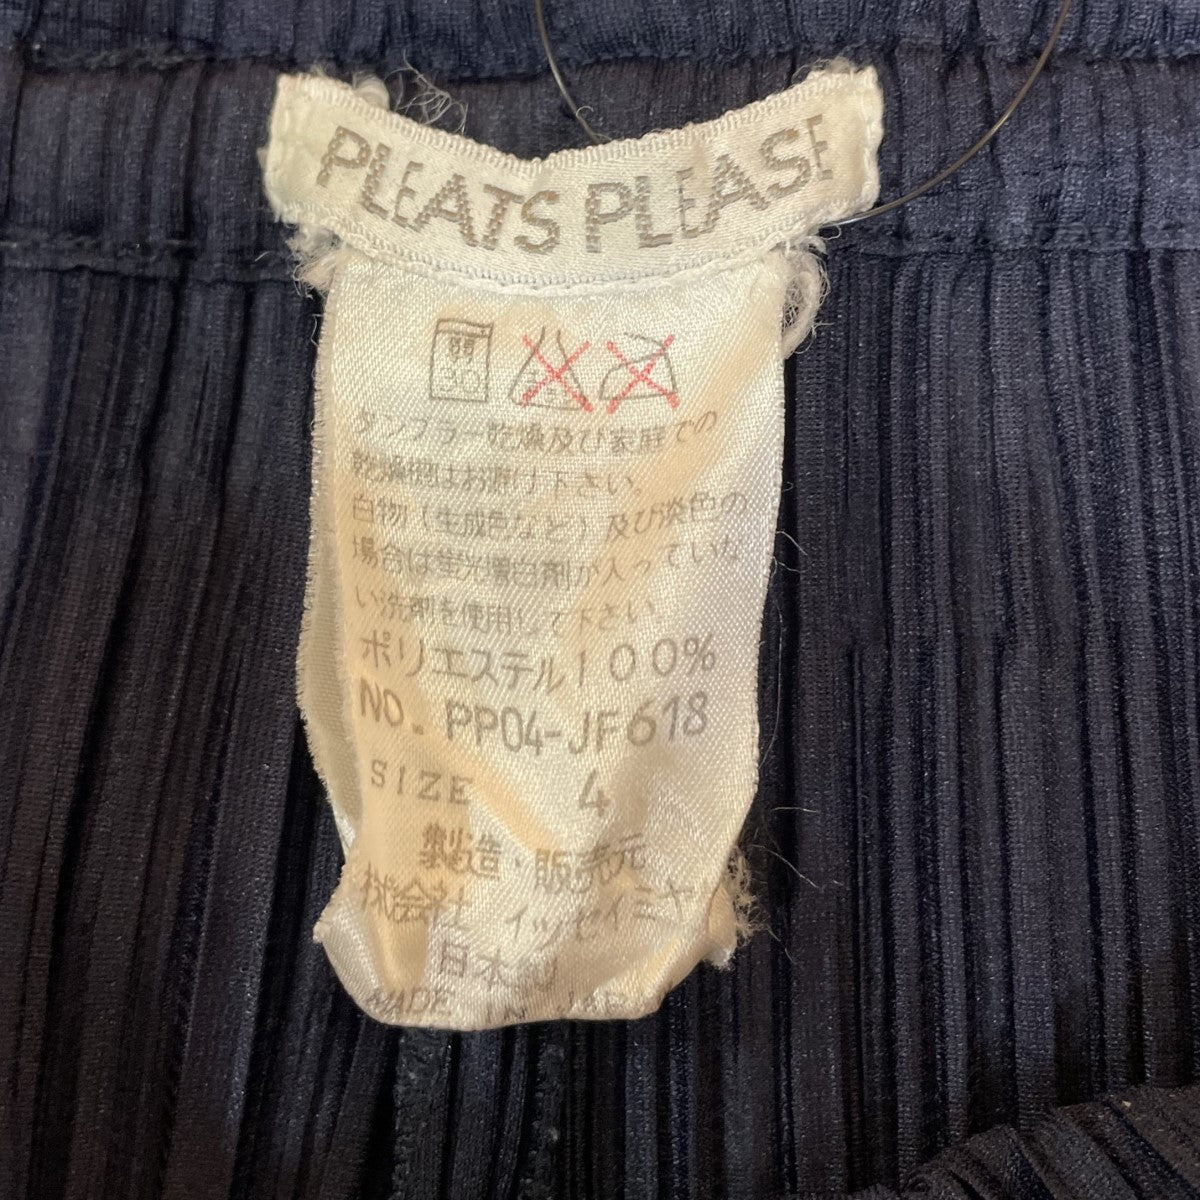 PLEATS PLEASE
30
タンブラー乾燥及び家庭での
乾燥機はお避け下さい。
白物(生成色など)及び淡色の
場合は蛍光増白剤が入っていな
い洗剤を使用して下さい。
ポリエステル100%
NO. PP04-JF618
SIZE 4
製造・販売元
株会社 イッセイミヤ
日本
MADE